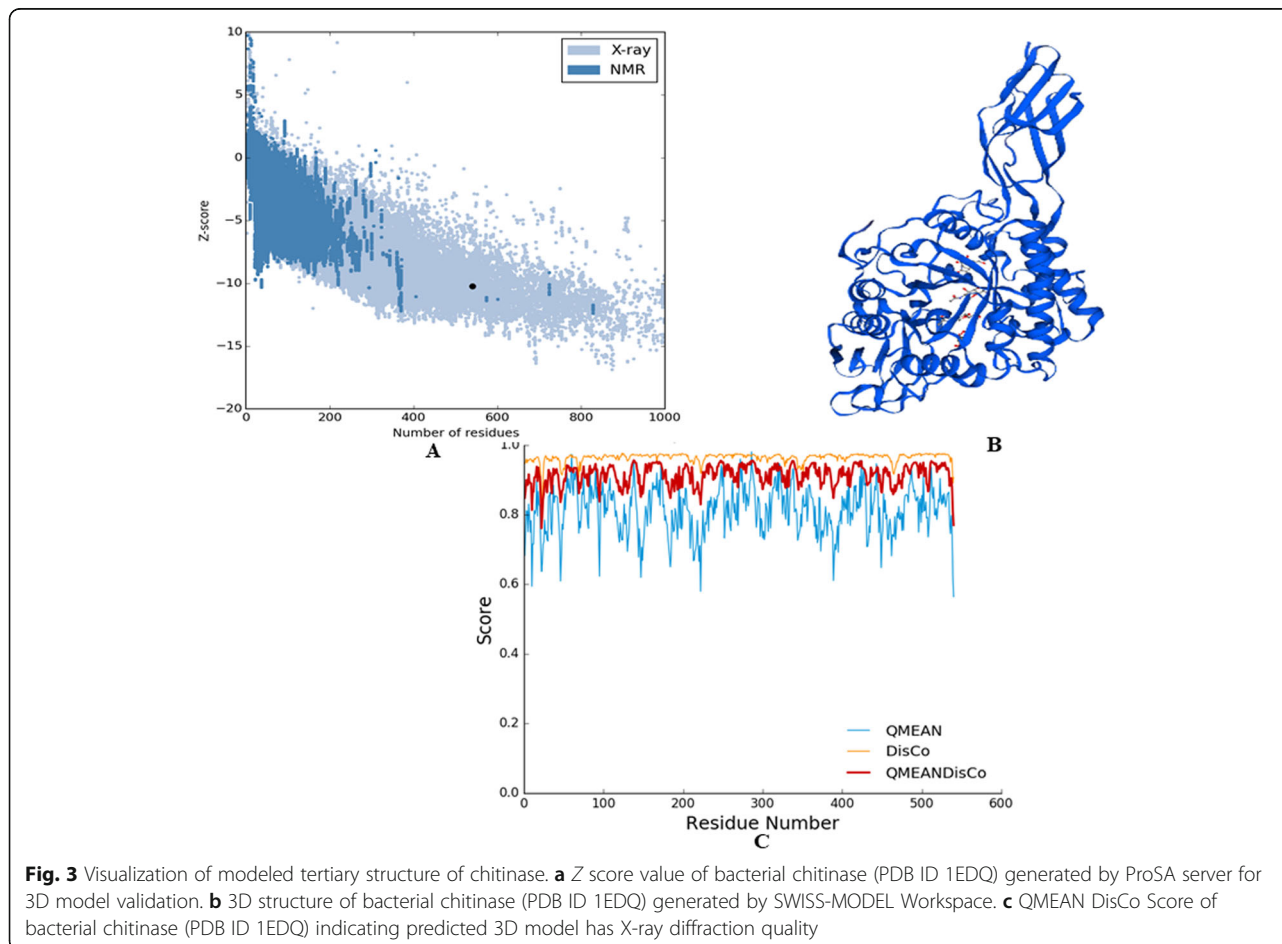 10
5
0
−5
−10
−15
−20
Z-score
X-ray
NMR
0
200
400
600
800
1000
Number of residues
A
B
1.0
0.8
0.6
0.4
0.2
0.0
Score
QMEAN
DisCo
QMEANDisCo
0
100
200
300
400
500
600
Residue Number
C
Fig. 3 Visualization of modeled tertiary structure of chitinase. a Z score value of bacterial chitinase (PDB ID 1EDQ) generated by ProSA server for
3D model validation. b 3D structure of bacterial chitinase (PDB ID 1EDQ) generated by SWISS-MODEL Workspace. c QMEAN DisCo Score of
bacterial chitinase (PDB ID 1EDQ) indicating predicted 3D model has X-ray diffraction quality